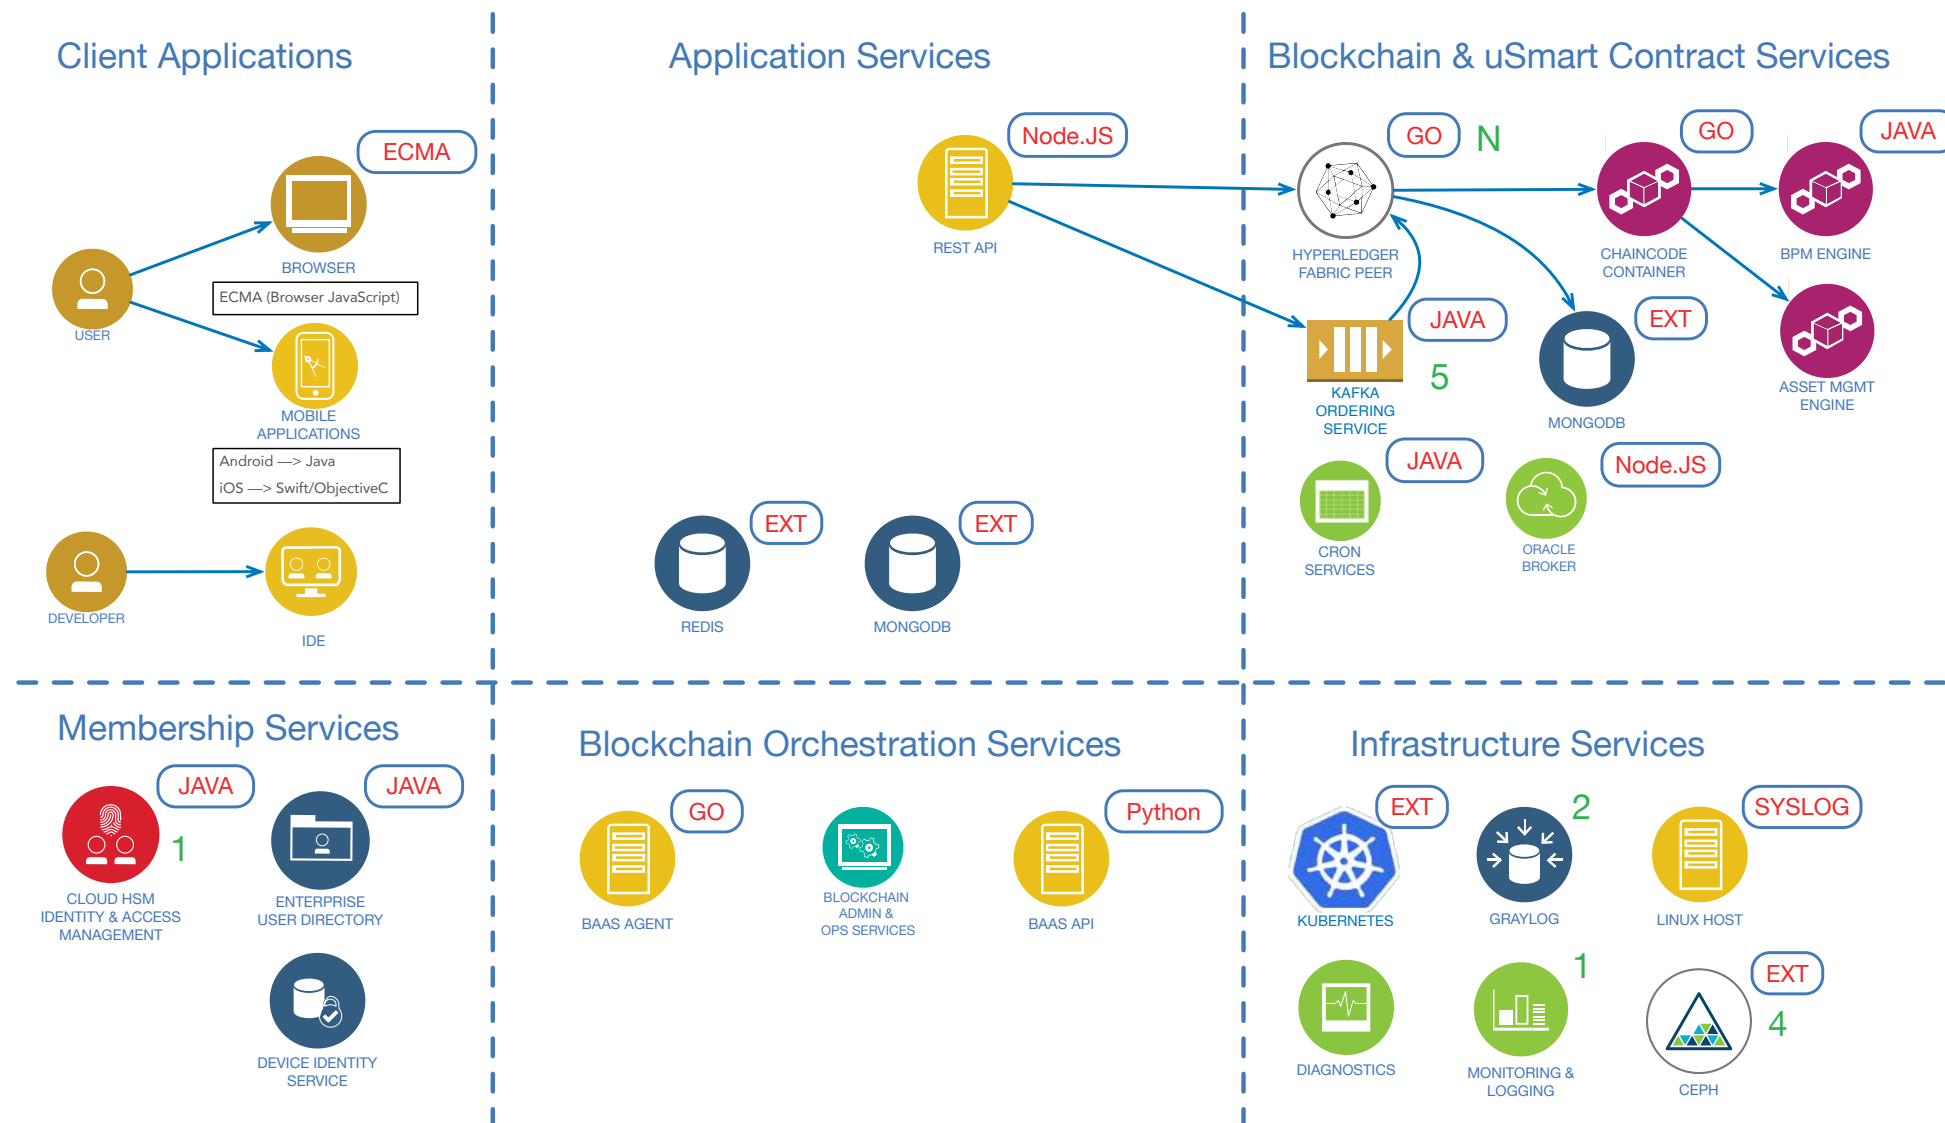 Client Applications
ECMA
BROWSER
ECMA (Browser JavaScript)
USER
MOBILE
APPLICATIONS
Android —> Java
iOS —> Swift/ObjectiveC
DEVELOPER
IDE
Application Services
Node.JS
REST API
EXT
REDIS
EXT
MONGODB
Blockchain & uSmart Contract Services
GO
N
HYPERLEDGER
FABRIC PEER
GO
CHAINCODE
CONTAINER
JAVA
BPM ENGINE
JAVA
5
KAFKA
ORDERING
SERVICE
EXT
MONGODB
ASSET MGMT
ENGINE
JAVA
CRON
SERVICES
Node.JS
ORACLE
BROKER
Membership Services
JAVA
1
CLOUD HSM
IDENTITY & ACCESS
MANAGEMENT
JAVA
ENTERPRISE
USER DIRECTORY
DEVICE IDENTITY
SERVICE
Blockchain Orchestration Services
GO
BAAS AGENT
BLOCKCHAIN
ADMIN &
OPS SERVICES
Python
BAAS API
Infrastructure Services
EXT
KUBERNETES
2
GRAYLOG
SYSLOG
LINUX HOST
DIAGNOSTICS
1
MONITORING &
LOGGING
EXT
4
CEPH